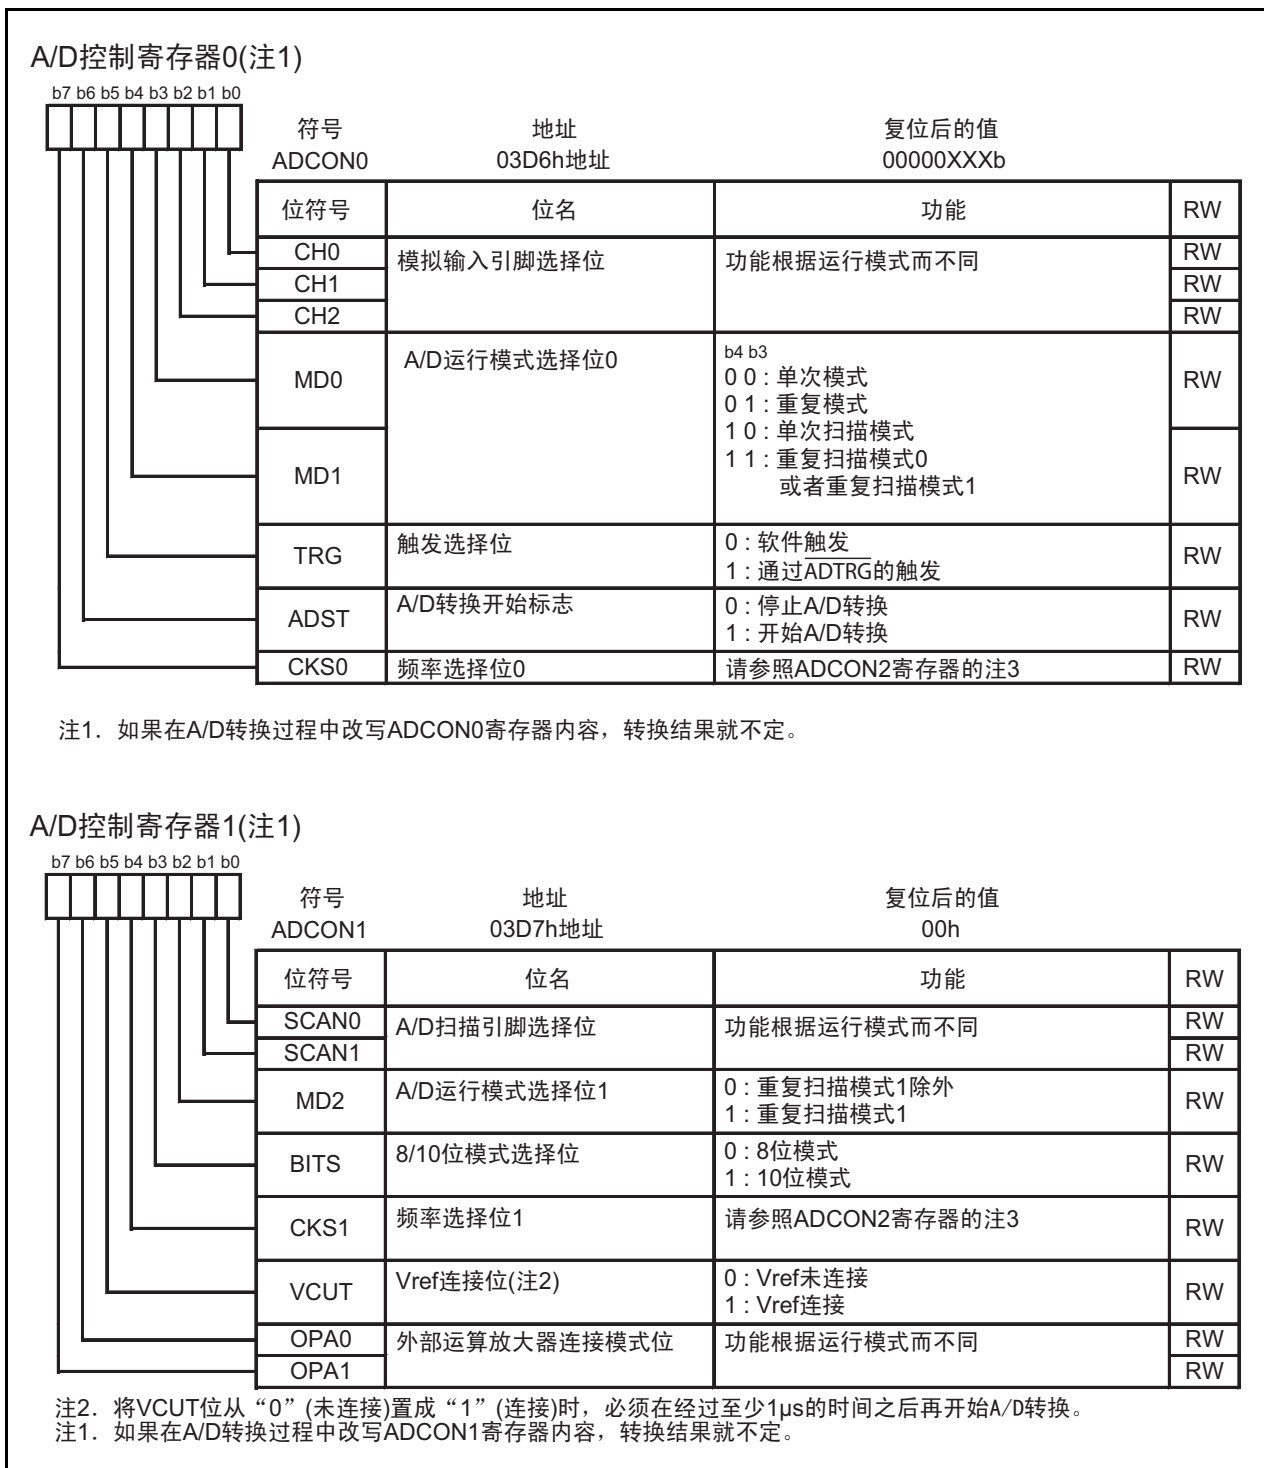 A/D控制寄存器0(注1)
b7 b6 b5 b4 b3 b2 b1 b0
符号 地址 复位后的值
ADCON0 03D6h地址 00000XXXb
位符号 位名 功能 RW
CH0 模拟输入引脚选择位 功能根据运行模式而不同 RW
CH1 RW
CH2 RW
MD0 A/D运行模式选择位0 b4 b3 RW
0 0 : 单次模式
0 1 : 重复模式
1 0 : 单次扫描模式
MD1 1 1 : 重复扫描模式0 RW
或者重复扫描模式1
TRG 触发选择位 0 : 软件触发 RW
1 : 通过ADTRG的触发
ADST A/D转换开始标志 0 : 停止A/D转换 RW
1 : 开始A/D转换
CKS0 频率选择位0 请参照ADCON2寄存器的注3 RW
注1. 如果在A/D转换过程中改写ADCON0寄存器内容，转换结果就不定。
A/D控制寄存器1(注1)
b7 b6 b5 b4 b3 b2 b1 b0
符号 地址 复位后的值
ADCON1 03D7h地址 00h
位符号 位名 功能 RW
SCAN0 A/D扫描引脚选择位 功能根据运行模式而不同 RW
SCAN1 RW
MD2 A/D运行模式选择位1 0 : 重复扫描模式1除外 RW
1 : 重复扫描模式1
BITS 8/10位模式选择位 0 : 8位模式 RW
1 : 10位模式
CKS1 频率选择位1 请参照ADCON2寄存器的注3 RW
VCUT Vref连接位(注2) 0 : Vref未连接 RW
1 : Vref连接
OPA0 外部运算放大器连接模式位 功能根据运行模式而不同 RW
OPA1 RW
注2. 将VCUT位从“0”(未连接)置成“1”(连接)时，必须在经过至少1μs的时间之后再开始A/D转换。
注1. 如果在A/D转换过程中改写ADCON1寄存器内容，转换结果就不定。